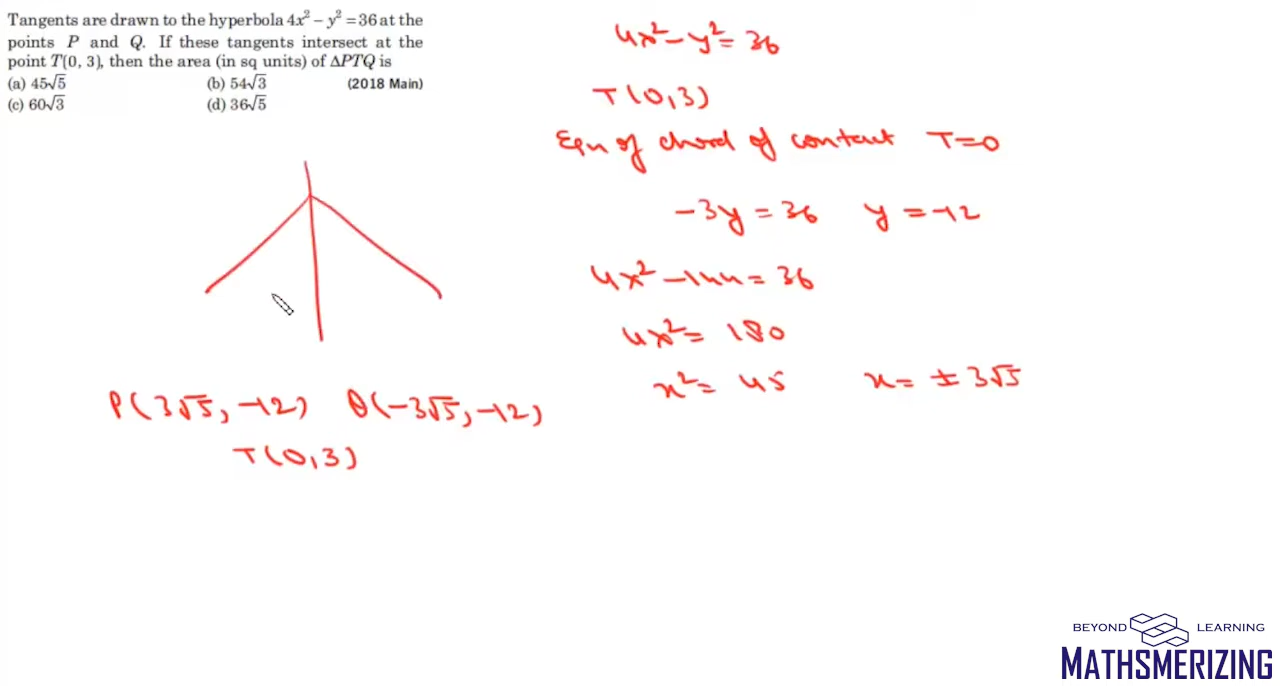 Tangents are drawn to the hyperbola 4x² – y² = 36 at the
points P and Q. If these tangents intersect at the
point T(0, 3), then the area (in sq units) of ΔPTQ is
(a) 45√5 (b) 54√3 (2018 Main)
(c) 60√3 (d) 36√5
4x² – y² = 36
T(0,3)
Eqn of chord of contact T=0
–3y = 36 y = –12
4x² – 144 = 36
4x² = 180
x² = 45 x = ± 3√5
P(3√5, –12) Q(–3√5, –12)
T(0,3)
BEYOND LEARNING
MATHSMERIZING